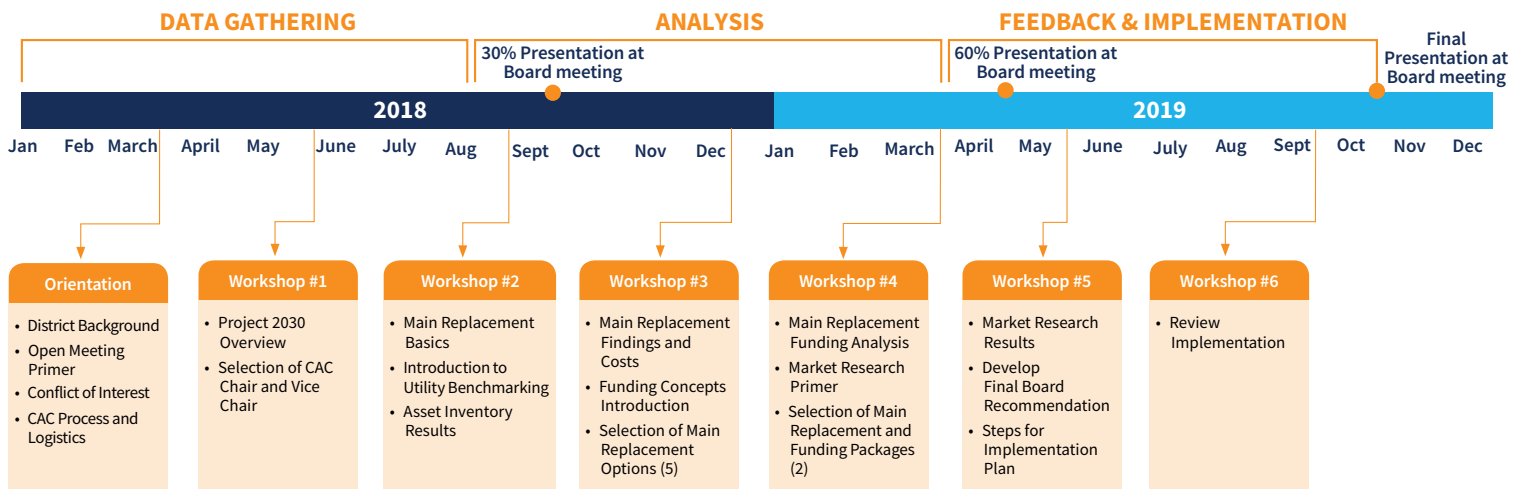 DATA GATHERING
ANALYSIS
FEEDBACK & IMPLEMENTATION
30% Presentation at
Board meeting
60% Presentation at
Board meeting
Final
Presentation at
Board meeting
2018
2019
Jan Feb March April May June July Aug Sept Oct Nov Dec Jan Feb March April May June July Aug Sept Oct Nov Dec
Orientation
• District Background
• Open Meeting
Primer
• Conflict of Interest
• CAC Process and
Logistics
Workshop #1
• Project 2030
Overview
• Selection of CAC
Chair and Vice
Chair
Workshop #2
• Main Replacement
Basics
• Introduction to
Utility Benchmarking
• Asset Inventory
Results
Workshop #3
• Main Replacement
Findings and
Costs
• Funding Concepts
Introduction
• Selection of Main
Replacement
Options (5)
Workshop #4
• Main Replacement
Funding Analysis
• Market Research
Primer
• Selection of Main
Replacement and
Funding Packages
(2)
Workshop #5
• Market Research
Results
• Develop
Final Board
Recommendation
• Steps for
Implementation
Plan
Workshop #6
• Review
Implementation